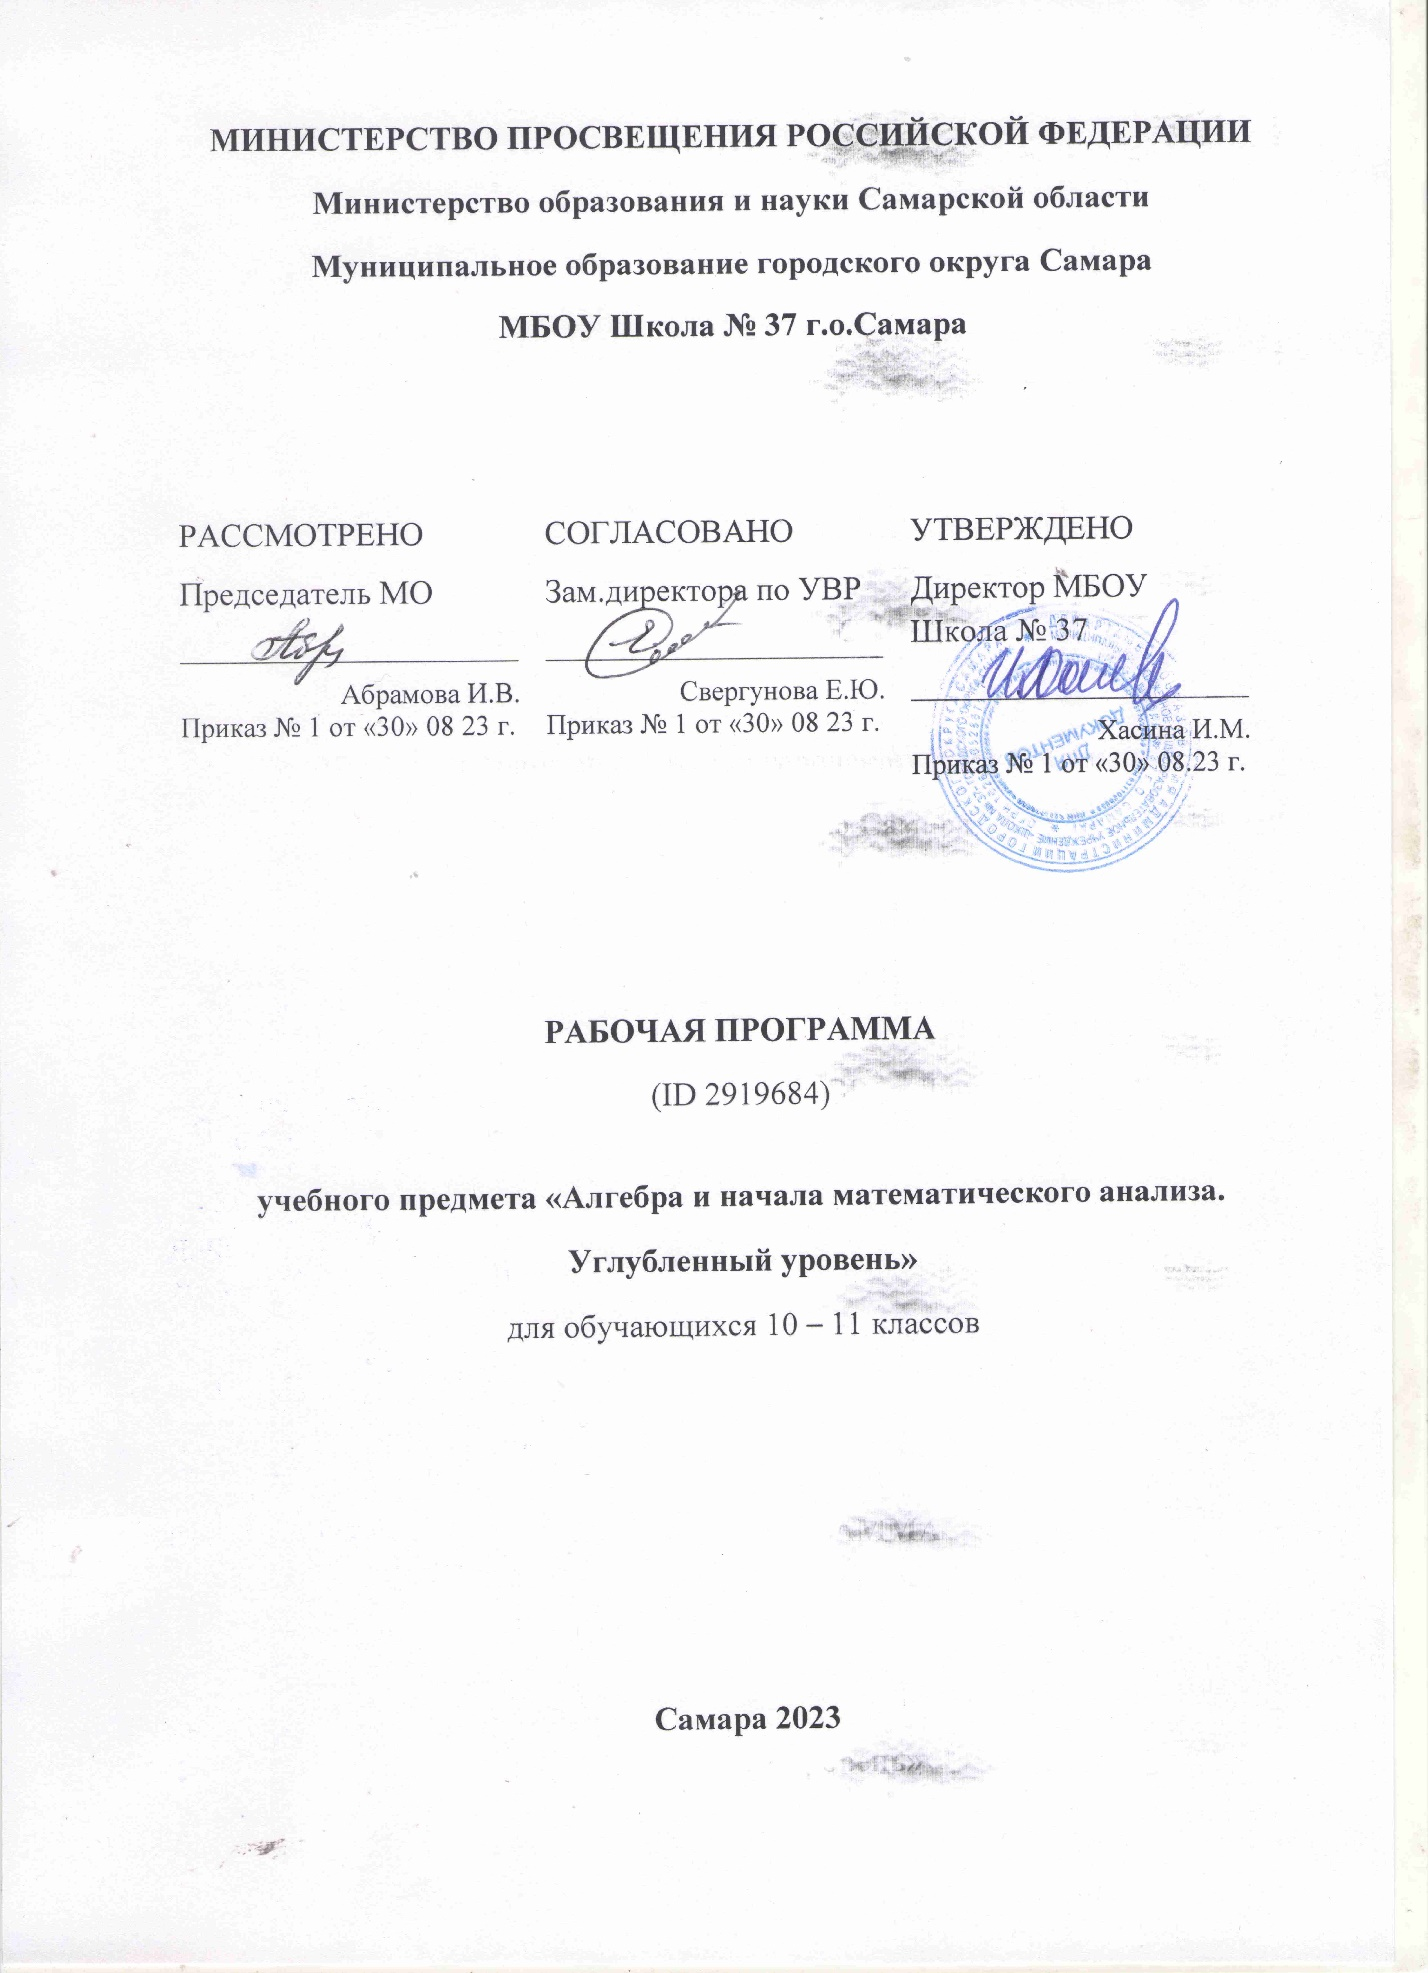 МИНИСТЕРСТВО ПРОСВЕЩЕНИЯ РОССИЙСКОЙ ФЕДЕРАЦИИ
Министерство образования и науки Самарской области
Муниципальное образование городского округа Самара
МБОУ Школа № 37 г.о.Самара
РАССМОТРЕНО
Председатель МО
Абрамова И.В.
Приказ № 1 от «30» 08 23 г.
СОГЛАСОВАНО
Зам.директора по УВР
Свергунова Е.Ю.
Приказ № 1 от «30» 08 23 г.
УТВЕРЖДЕНО
Директор МБОУ
Школа № 37
Хасина И.М.
Приказ № 1 от «30» 08.23 г.
ДЛЯ
ДОКУМЕНТОВ
РАБОЧАЯ ПРОГРАММА
(ID 2919684)
учебного предмета «Алгебра и начала математического анализа.
Углубленный уровень»
для обучающихся 10 – 11 классов
Самара 2023